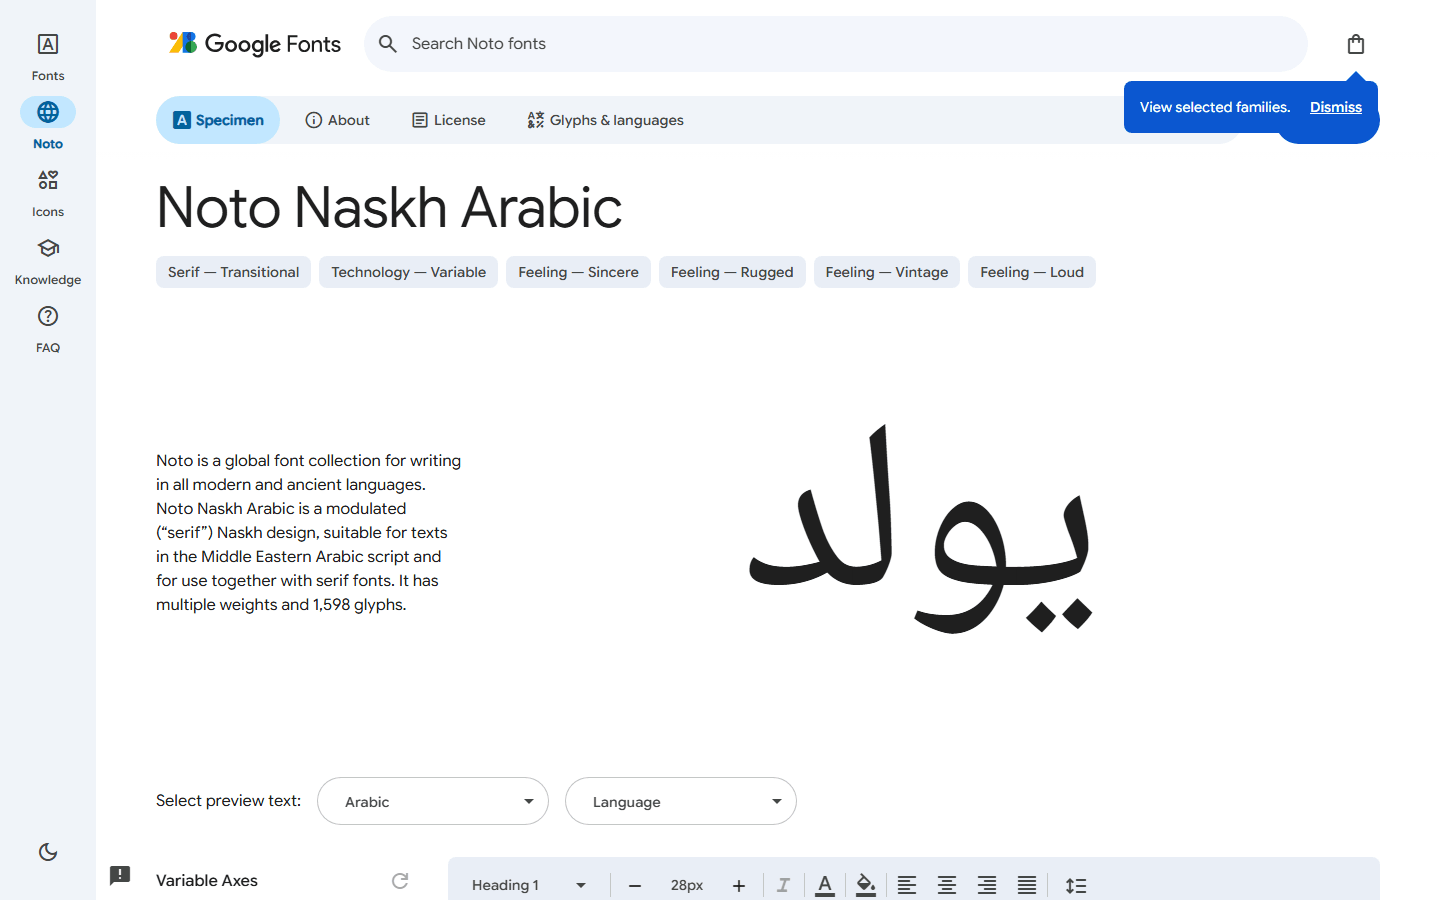 Google Fonts
Search Noto fonts
Fonts
Noto
Icons
Knowledge
FAQ
View selected families. Dismiss
Specimen
About
License
Glyphs & languages
Noto Naskh Arabic
Serif — Transitional
Technology — Variable
Feeling — Sincere
Feeling — Rugged
Feeling — Vintage
Feeling — Loud
Noto is a global font collection for writing
in all modern and ancient languages.
Noto Naskh Arabic is a modulated
(“serif”) Naskh design, suitable for texts
in the Middle Eastern Arabic script and
for use together with serif fonts. It has
multiple weights and 1,598 glyphs.
يولد
Select preview text:
Arabic
Language
Variable Axes
Heading 1
28px